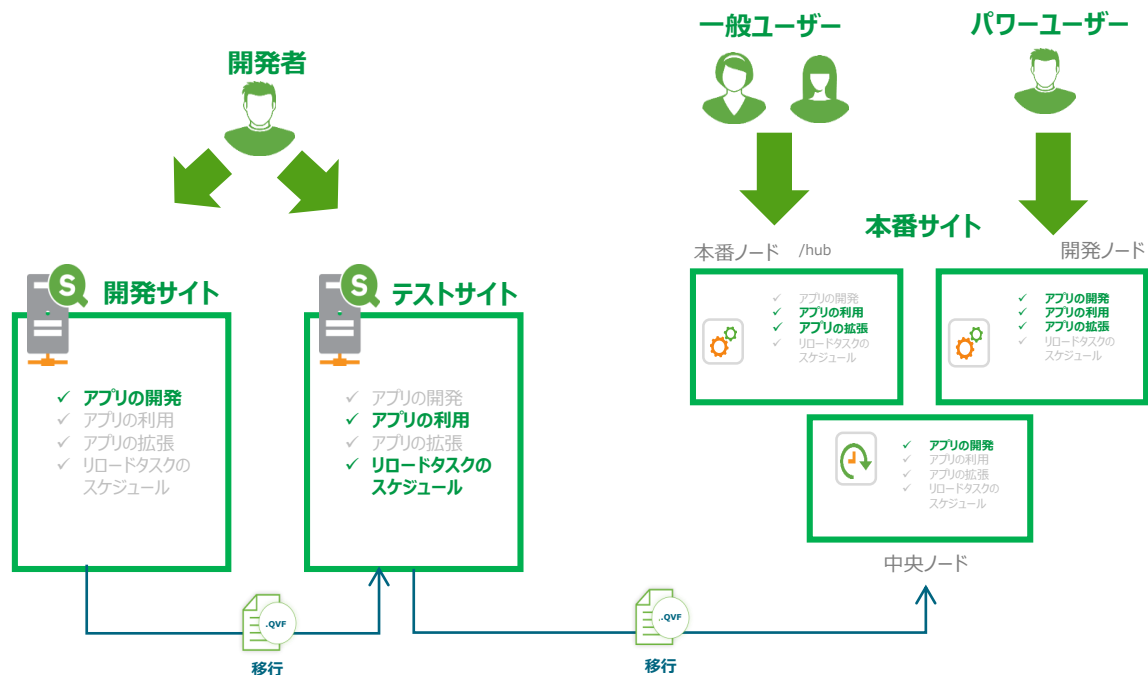 一般ユーザー
パワーユーザー
開発者
本番サイト
本番ノード /hub
開発ノード
S
開発サイト
S
テストサイト
✓ アプリの開発
✓ アプリの利用
✓ アプリの拡張
✓ リロードタスクの
スケジュール
✓ アプリの開発
✓ アプリの利用
✓ アプリの拡張
✓ リロードタスクの
スケジュール
✓ アプリの開発
✓ アプリの利用
✓ アプリの拡張
✓ リロードタスクの
スケジュール
✓ アプリの開発
✓ アプリの利用
✓ アプリの拡張
✓ リロードタスクの
スケジュール
✓ アプリの開発
✓ アプリの利用
✓ アプリの拡張
✓ リロードタスクの
スケジュール
中央ノード
.QVF
移行
.QVF
移行